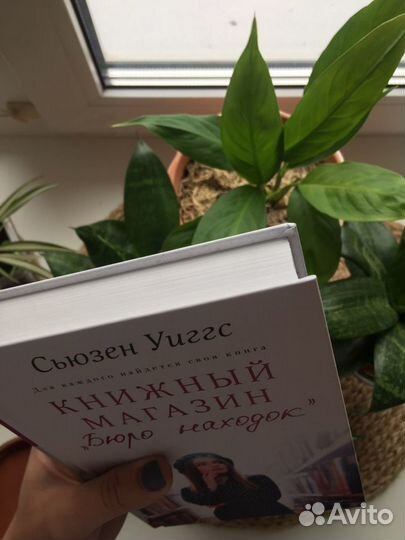 Сьюзен Уиггс
Для каждого найдется своя книга
КНИЖНЫЙ
МАГАЗИН
„Бюро находок”
Avito